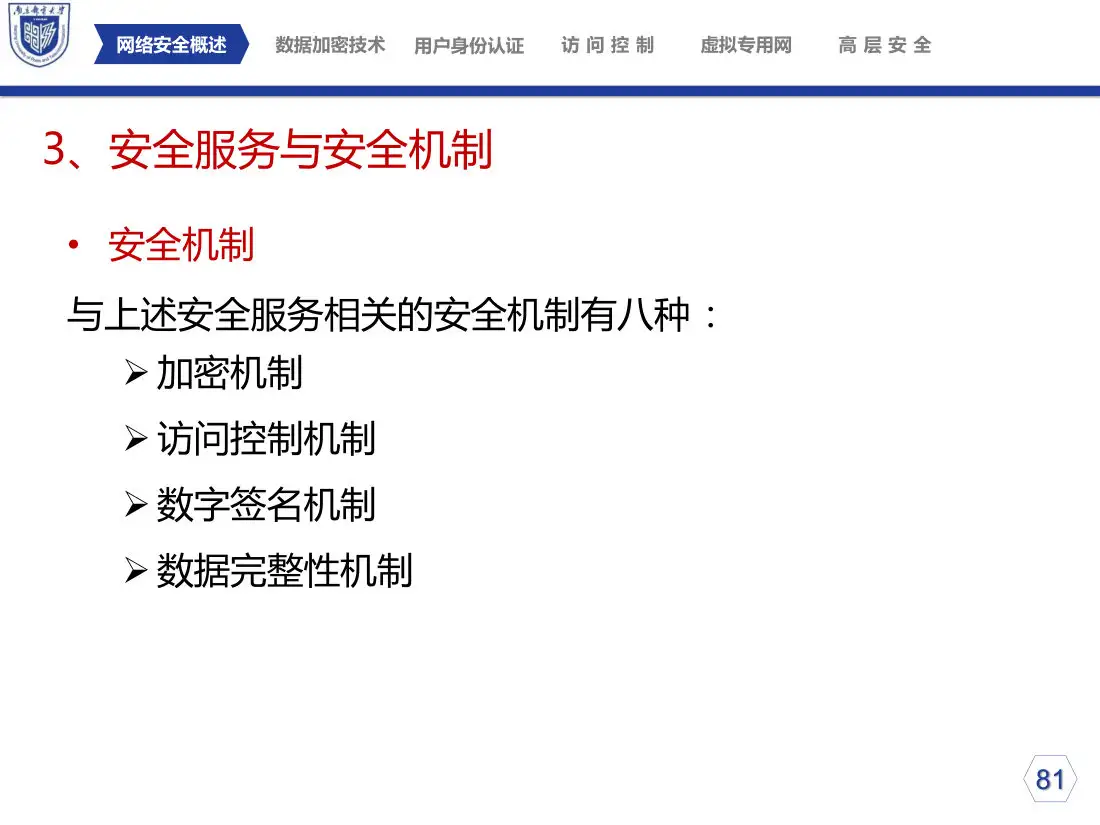 网络安全概述 数据加密技术 用户身份认证 访问控制 虚拟专用网 高层安全
3、安全服务与安全机制
• 安全机制
与上述安全服务相关的安全机制有八种：
➢ 加密机制
➢ 访问控制机制
➢ 数字签名机制
➢ 数据完整性机制
81